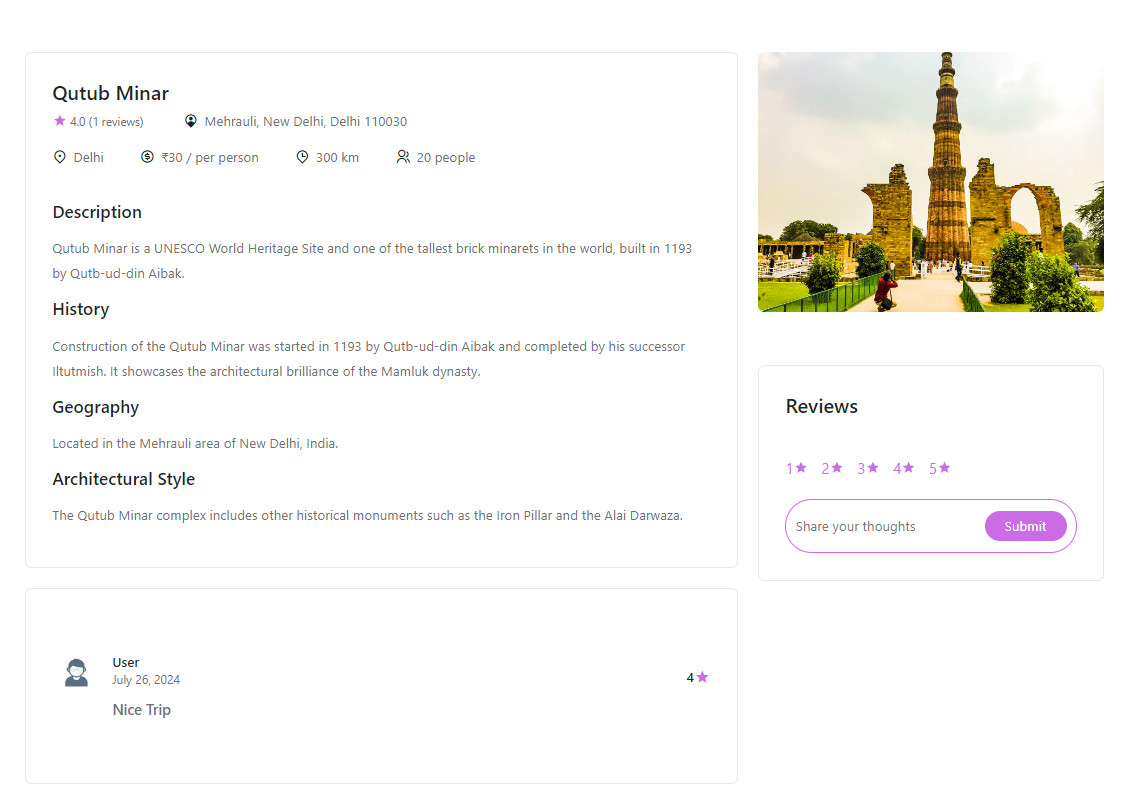 Qutub Minar
4.0 (1 reviews) Mehrauli, New Delhi, Delhi 110030
Delhi ₹30 / per person 300 km 20 people
Description
Qutub Minar is a UNESCO World Heritage Site and one of the tallest brick minarets in the world, built in 1193
by Qutb-ud-din Aibak.
History
Construction of the Qutub Minar was started in 1193 by Qutb-ud-din Aibak and completed by his successor
Iltutmish. It showcases the architectural brilliance of the Mamluk dynasty.
Geography
Located in the Mehrauli area of New Delhi, India.
Architectural Style
The Qutub Minar complex includes other historical monuments such as the Iron Pillar and the Alai Darwaza.
User
July 26, 2024
4
Nice Trip
Reviews
1 2 3 4 5
Share your thoughts Submit